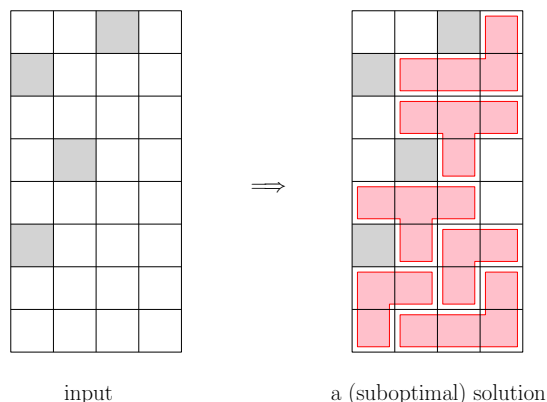 ⟹
input
a (suboptimal) solution